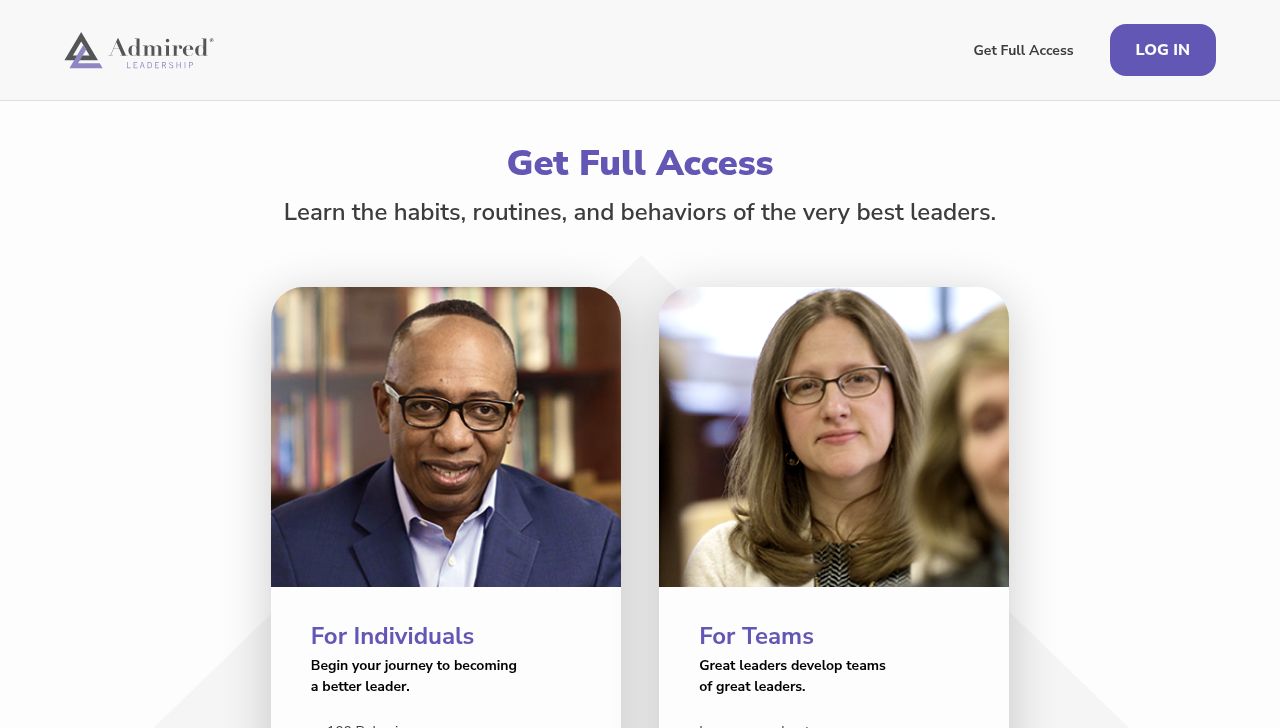 Admired®
LEADERSHIP
Get Full Access
LOG IN
Get Full Access
Learn the habits, routines, and behaviors of the very best leaders.
For Individuals
Begin your journey to becoming
a better leader.
For Teams
Great leaders develop teams
of great leaders.